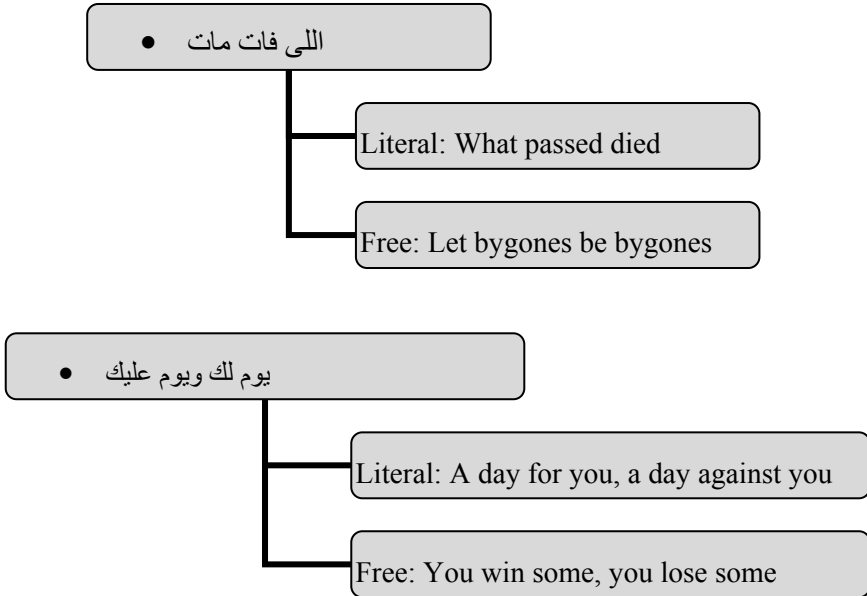 • اللى فات مات
Literal: What passed died
Free: Let bygones be bygones
• يوم لك ويوم عليك
Literal: A day for you, a day against you
Free: You win some, you lose some